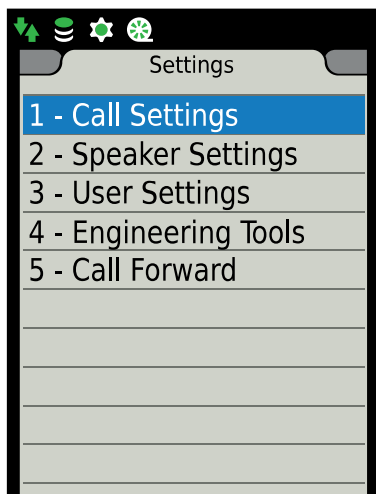 Settings
1 - Call Settings
2 - Speaker Settings
3 - User Settings
4 - Engineering Tools
5 - Call Forward